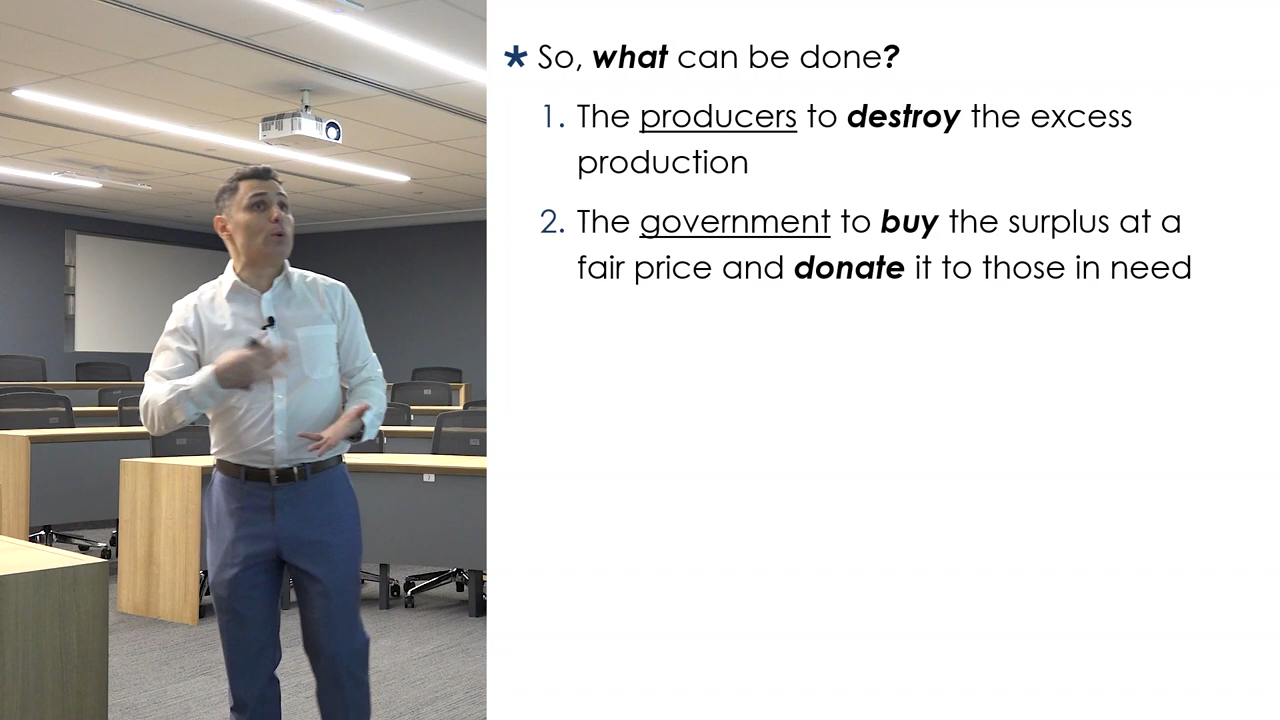 * So, what can be done?
1. The producers to destroy the excess
production
2. The government to buy the surplus at a
fair price and donate it to those in need